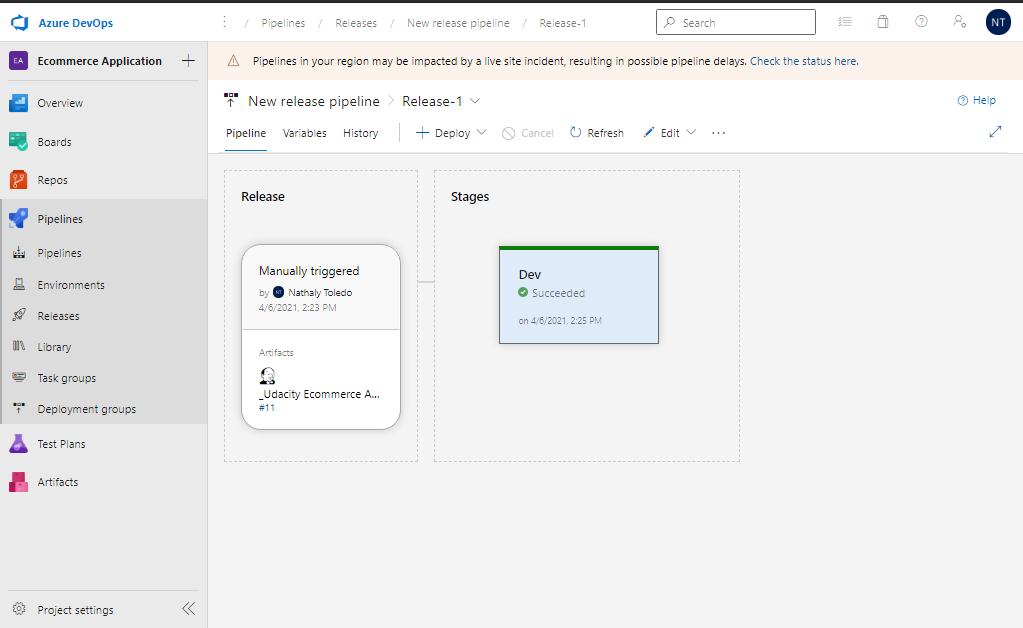 Azure DevOps
/ Pipelines / Releases / New release pipeline / Release-1
Search
NT
EA Ecommerce Application
Overview
Boards
Repos
Pipelines
Pipelines
Environments
Releases
Library
Task groups
Deployment groups
Test Plans
Artifacts
Project settings
Pipelines in your region may be impacted by a live site incident, resulting in possible pipeline delays. Check the status here.
New release pipeline > Release-1
Help
Pipeline Variables History
Deploy Cancel Refresh Edit ...
Release
Manually triggered
by NT Nathaly Toledo
4/6/2021, 2:23 PM
Artifacts
_Udacity Ecommerce A...
#11
Stages
Dev
Succeeded
on 4/6/2021, 2:25 PM